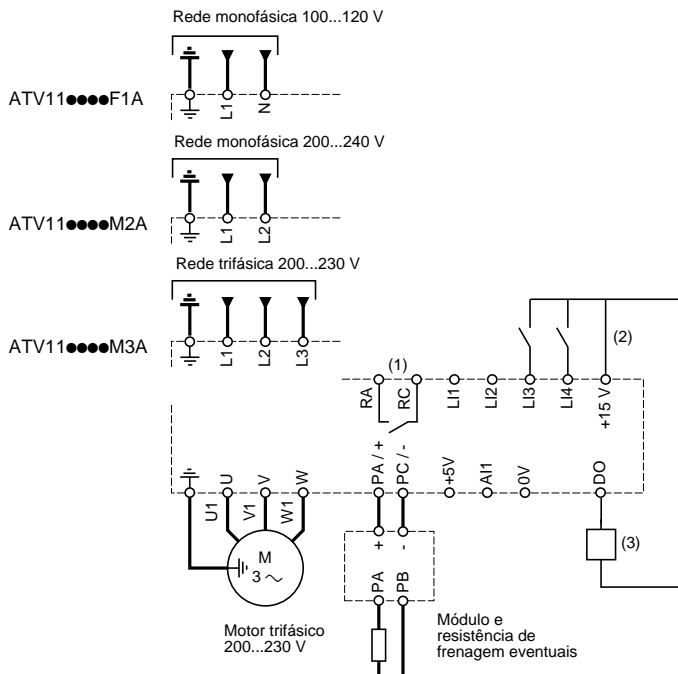 Rede monofásica 100...120 V
ATV11●●●●F1A
L1
N
Rede monofásica 200...240 V
ATV11●●●●M2A
L1
L2
Rede trifásica 200...230 V
ATV11●●●●M3A
L1
L2
L3
(1)
(2)
RA
RC
LI1
LI2
LI3
LI4
+15 V
U
V
W
PA / +
PC / -
+5V
AI1
0V
DO
U1
V1
W1
M
3
+
-
(3)
PA
PB
Motor trifásico
200...230 V
Módulo e
resistência de
frenagem eventuais